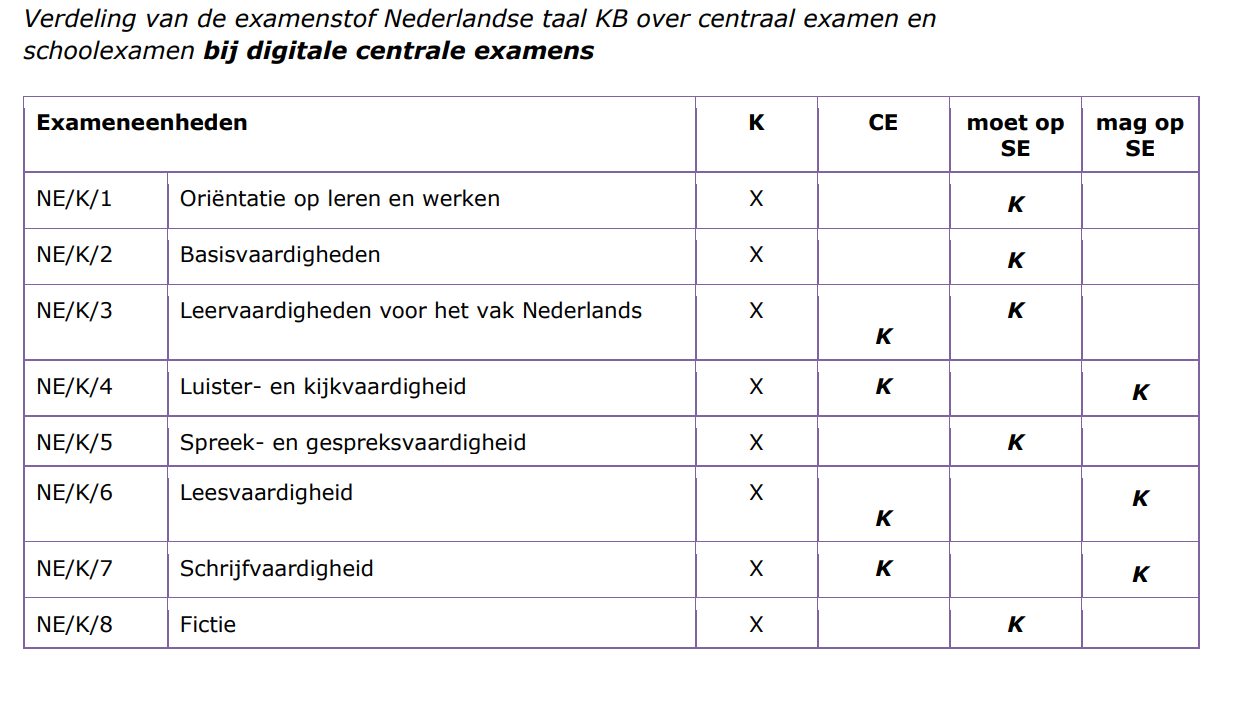 Verdeling van de examenstof Nederlandse taal KB over centraal examen en
schoolexamen bij digitale centrale examens
Exameneenheden K CE moet op SE mag op SE
NE/K/1 Oriëntatie op leren en werken X K
NE/K/2 Basisvaardigheden X K
NE/K/3 Leervaardigheden voor het vak Nederlands X K K
NE/K/4 Luister- en kijkvaardigheid X K K
NE/K/5 Spreek- en gespreksvaardigheid X K
NE/K/6 Leesvaardigheid X K K
NE/K/7 Schrijfvaardigheid X K K
NE/K/8 Fictie X K